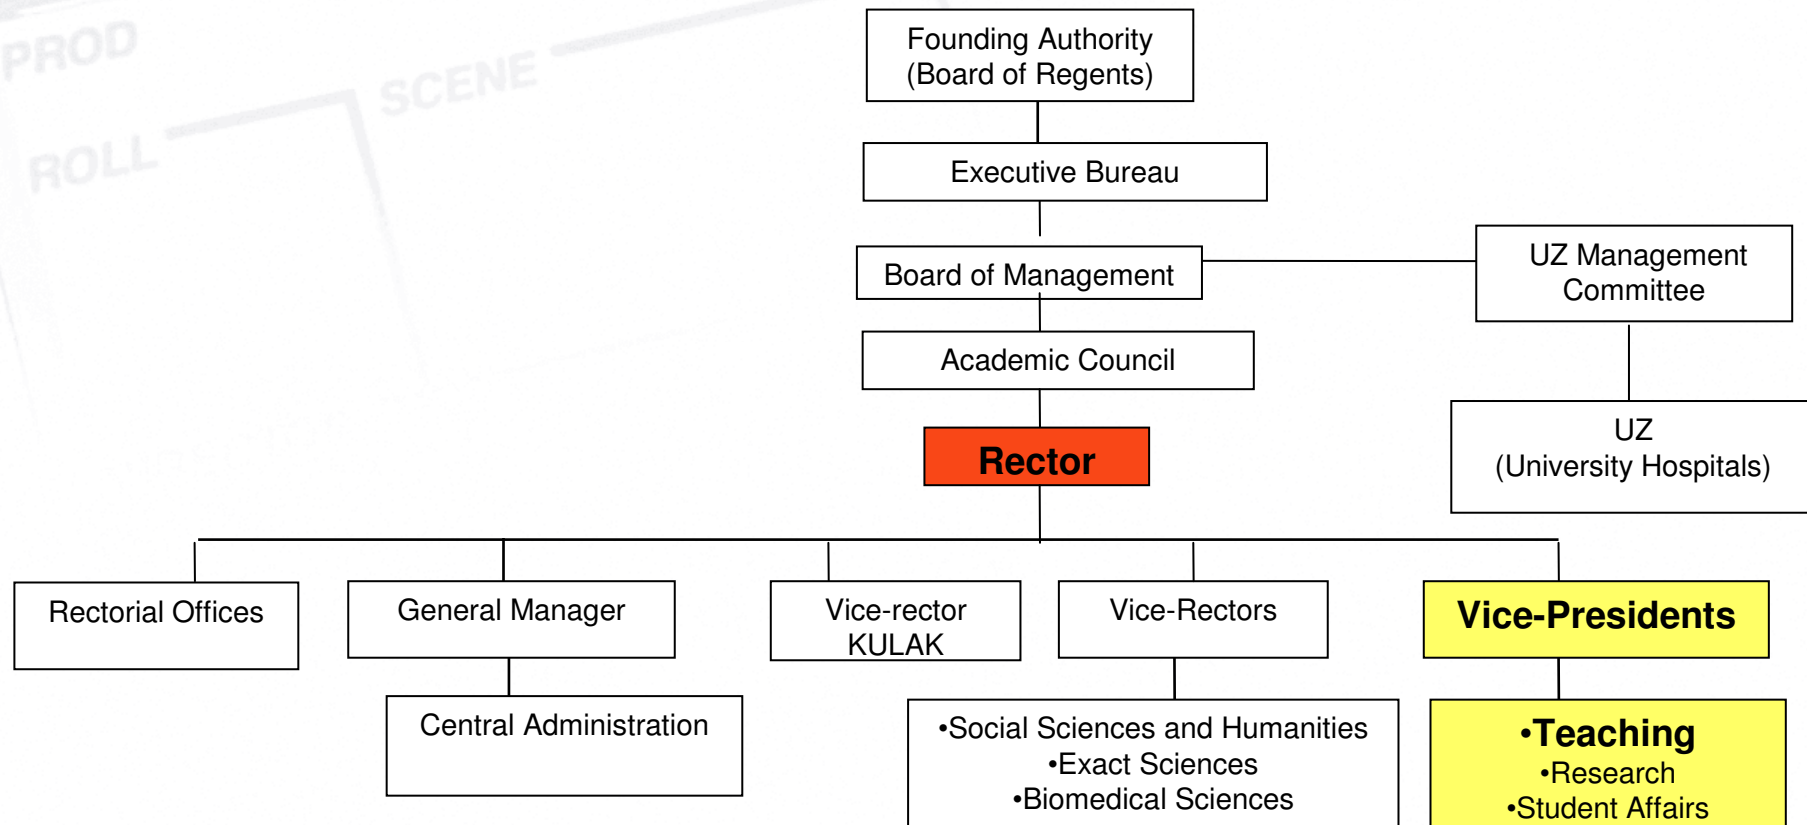 PROD
SCENE
ROLL
Founding Authority
(Board of Regents)
Executive Bureau
Board of Management
UZ Management
Committee
Academic Council
UZ
(University Hospitals)
Rector
Rectorial Offices
General Manager
Vice-rector
KULAK
Vice-Rectors
Vice-Presidents
Central Administration
•Social Sciences and Humanities
•Exact Sciences
•Biomedical Sciences
•Teaching
•Research
•Student Affairs